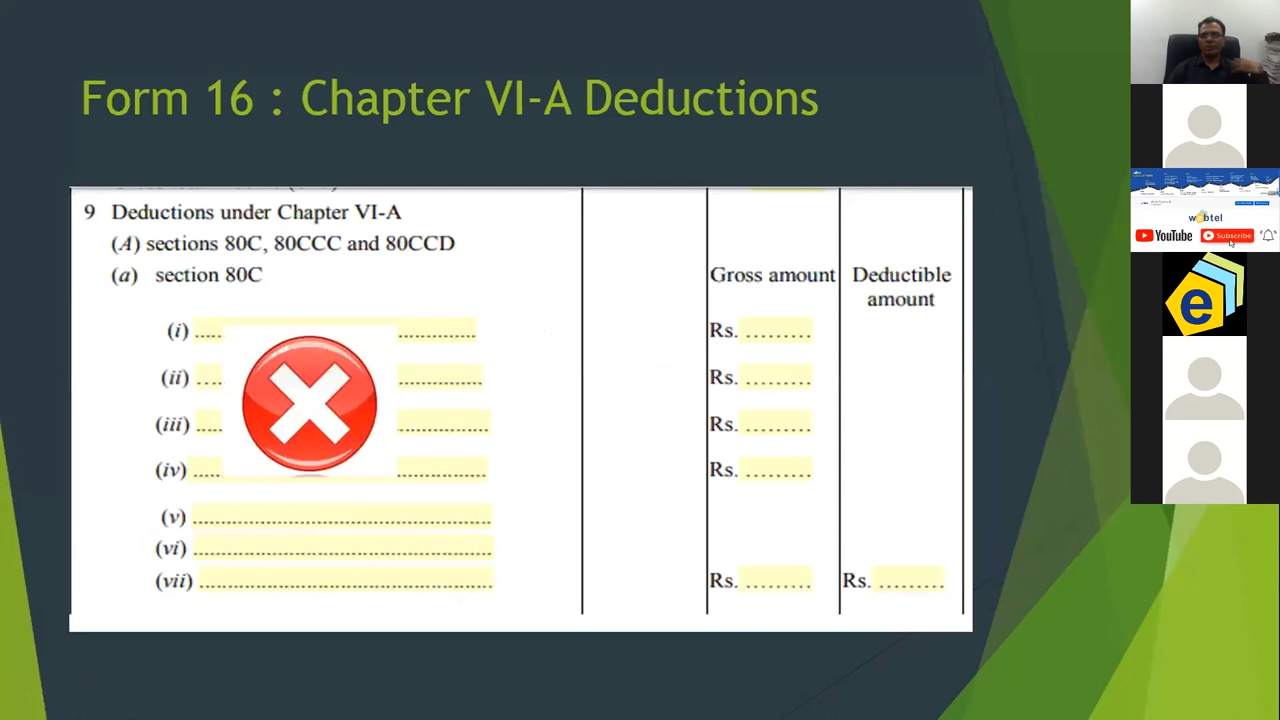 Form 16 : Chapter VI-A Deductions
9 Deductions under Chapter VI-A
(A) sections 80C, 80CCC and 80CCD
(a) section 80C
Gross amount
Deductible
amount
(i) ..... ............... Rs. .........
(ii) .... ................ Rs. .........
(iii) ..... ................. Rs. .........
(iv) ..... ................. Rs. .........
(v) ......................................................
(vi) ......................................................
(vii) ..................................................... Rs. ......... Rs. .........
webtel
YouTube
Subscribe
e